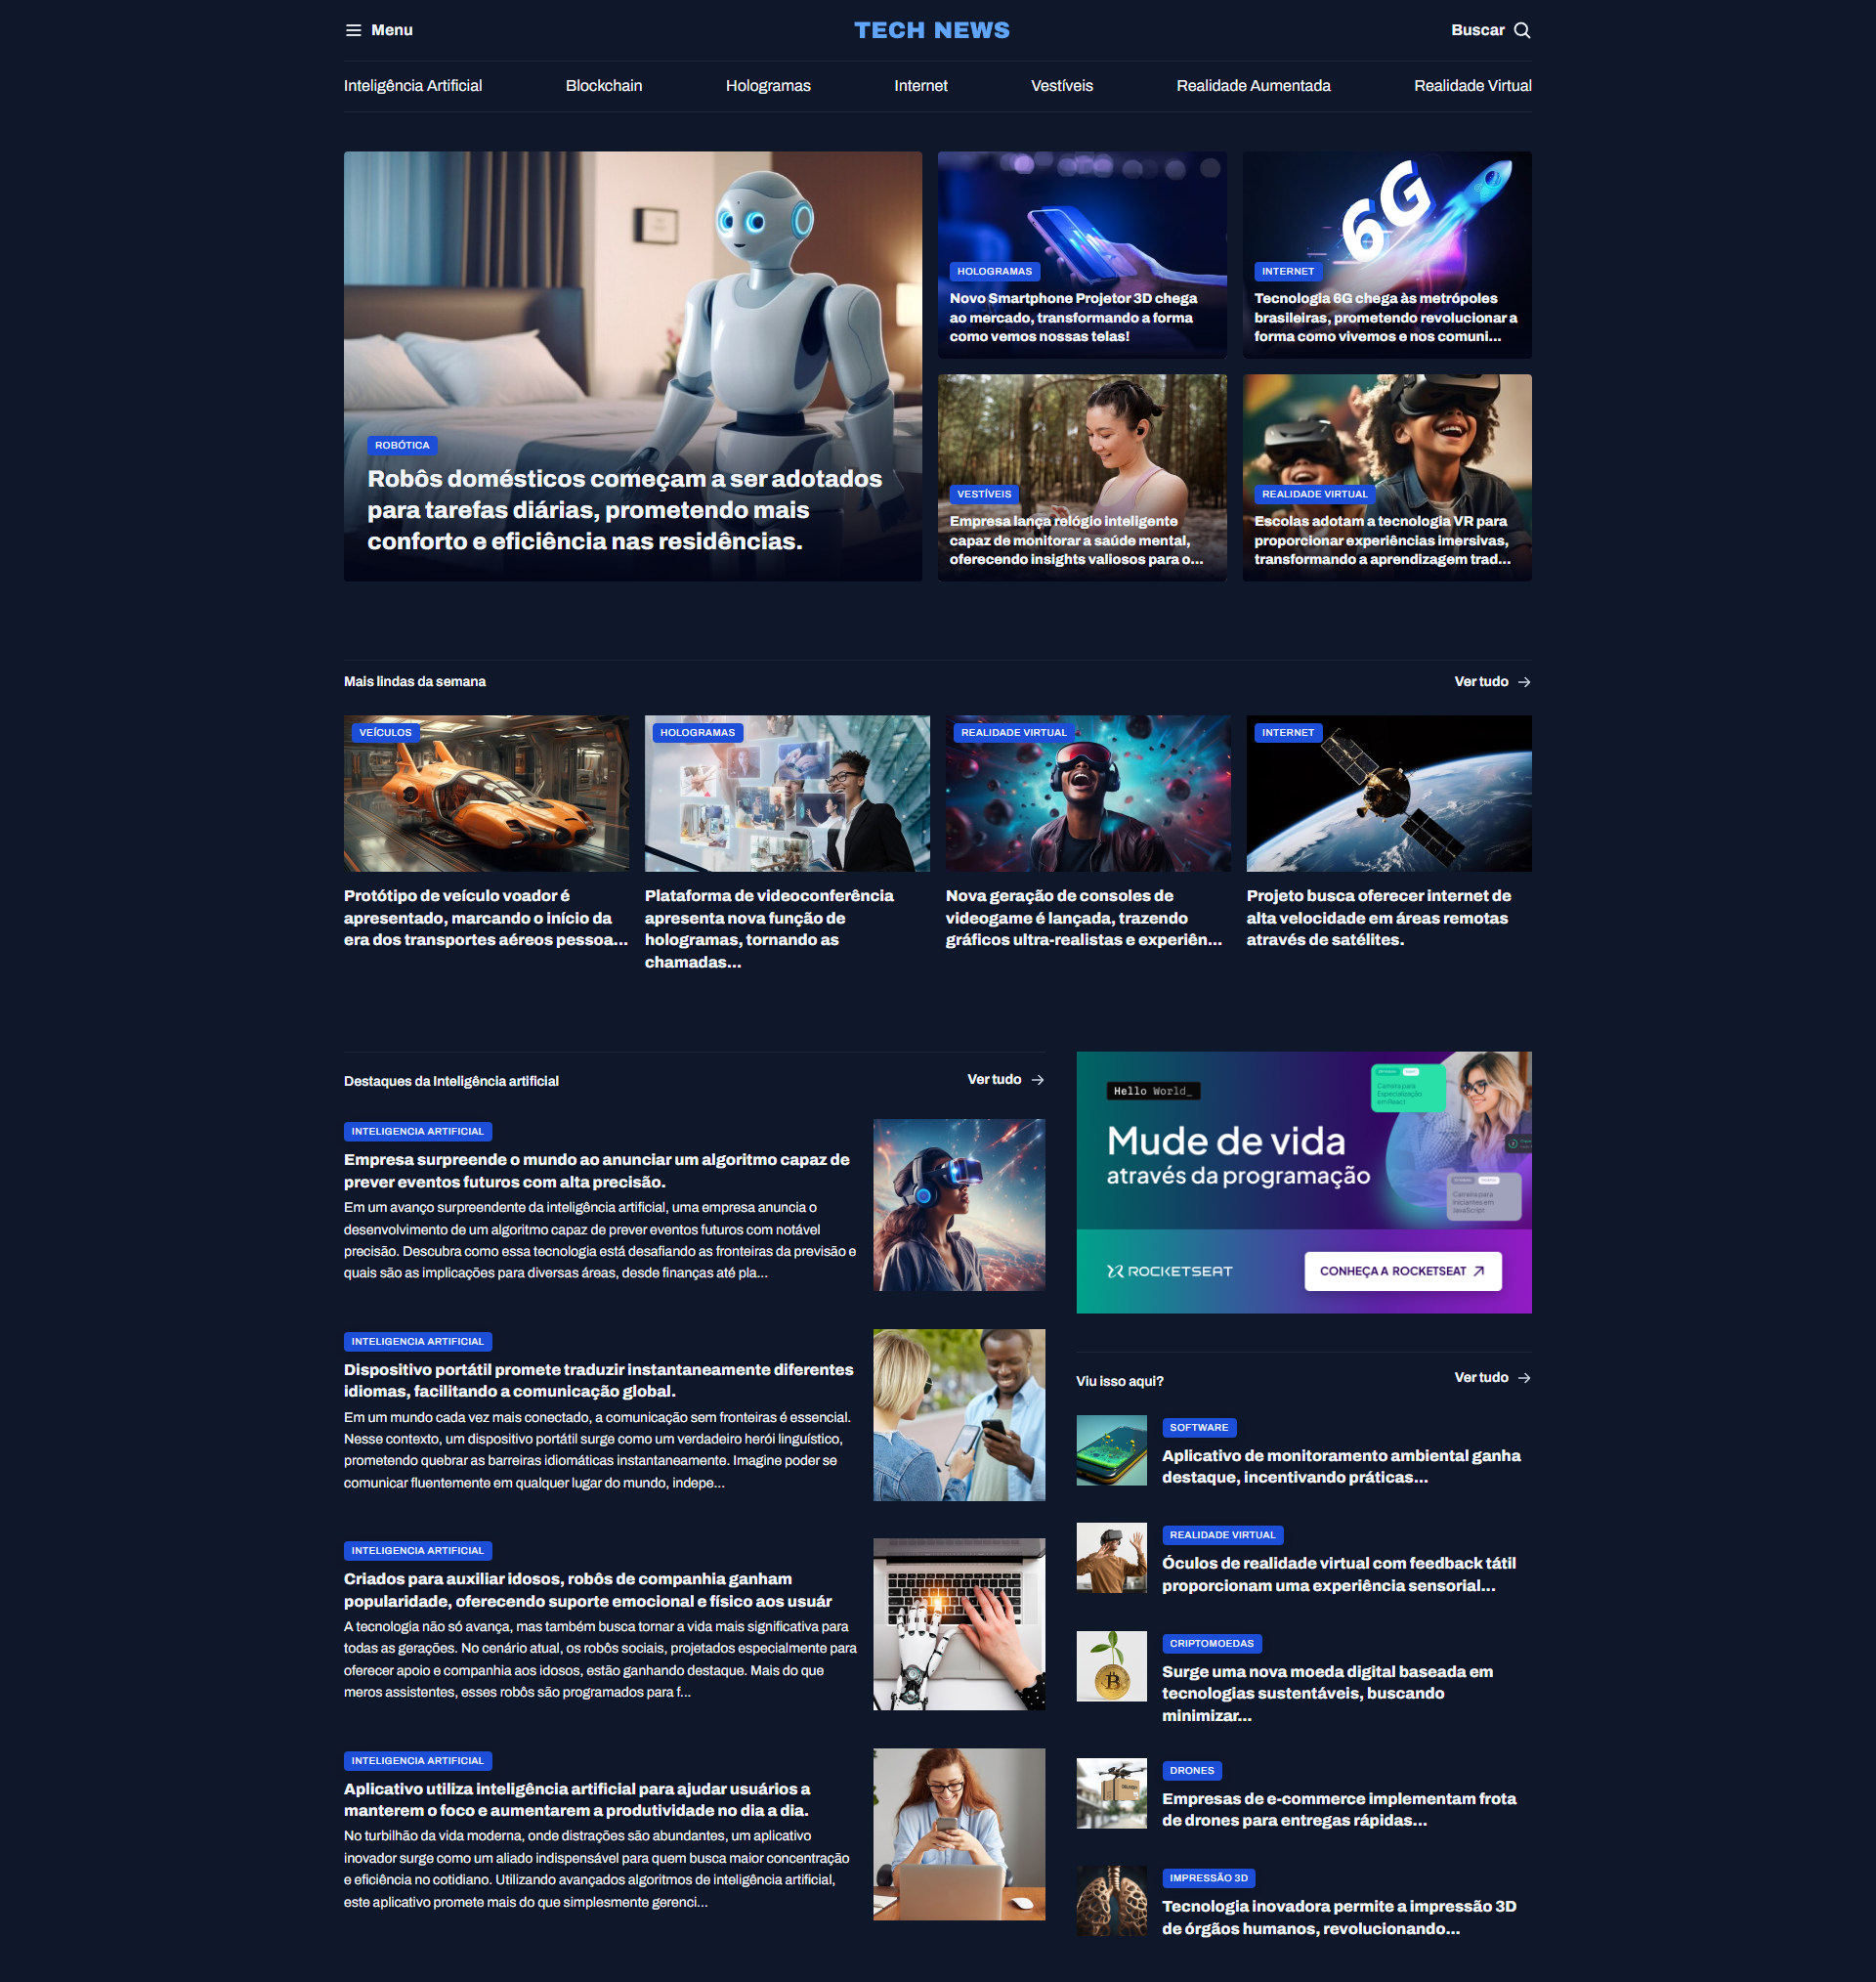 Menu
TECH NEWS
Buscar
Inteligência Artificial
Blockchain
Hologramas
Internet
Vestíveis
Realidade Aumentada
Realidade Virtual
ROBÓTICA
Robôs domésticos começam a ser adotados
para tarefas diárias, prometendo mais
conforto e eficiência nas residências.
HOLOGRAMAS
Novo Smartphone Projetor 3D chega
ao mercado, transformando a forma
como vemos nossas telas!
6G
INTERNET
Tecnologia 6G chega às metrópoles
brasileiras, prometendo revolucionar a
forma como vivemos e nos comuni...
VESTÍVEIS
Empresa lança relógio inteligente
capaz de monitorar a saúde mental,
oferecendo insights valiosos para o...
REALIDADE VIRTUAL
Escolas adotam a tecnologia VR para
proporcionar experiências imersivas,
transformando a aprendizagem trad...
Mais lindas da semana
Ver tudo
VEÍCULOS
Protótipo de veículo voador é
apresentado, marcando o início da
era dos transportes aéreos pessoa...
HOLOGRAMAS
Plataforma de videoconferência
apresenta nova função de
hologramas, tornando as
chamadas...
REALIDADE VIRTUAL
Nova geração de consoles de
videogame é lançada, trazendo
gráficos ultra-realistas e experiên...
INTERNET
Projeto busca oferecer internet de
alta velocidade em áreas remotas
através de satélites.
Destaques da Inteligência artificial
Ver tudo
INTELIGENCIA ARTIFICIAL
Empresa surpreende o mundo ao anunciar um algoritmo capaz de
prever eventos futuros com alta precisão.
Em um avanço surpreendente da inteligência artificial, uma empresa anuncia o
desenvolvimento de um algoritmo capaz de prever eventos futuros com notável
precisão. Descubra como essa tecnologia está desafiando as fronteiras da previsão e
quais são as implicações para diversas áreas, desde finanças até pla...
INTELIGENCIA ARTIFICIAL
Dispositivo portátil promete traduzir instantaneamente diferentes
idiomas, facilitando a comunicação global.
Em um mundo cada vez mais conectado, a comunicação sem fronteiras é essencial.
Nesse contexto, um dispositivo portátil surge como um verdadeiro herói linguístico,
prometendo quebrar as barreiras idiomáticas instantaneamente. Imagine poder se
comunicar fluentemente em qualquer lugar do mundo, indepe...
INTELIGENCIA ARTIFICIAL
Criados para auxiliar idosos, robôs de companhia ganham
popularidade, oferecendo suporte emocional e físico aos usuár
A tecnologia não só avança, mas também busca tornar a vida mais significativa para
todas as gerações. No cenário atual, os robôs sociais, projetados especialmente para
oferecer apoio e companhia aos idosos, estão ganhando destaque. Mais do que
meros assistentes, esses robôs são programados para f...
INTELIGENCIA ARTIFICIAL
Aplicativo utiliza inteligência artificial para ajudar usuários a
manterem o foco e aumentarem a produtividade no dia a dia.
No turbilhão da vida moderna, onde distrações são abundantes, um aplicativo
inovador surge como um aliado indispensável para quem busca maior concentração
e eficiência no cotidiano. Utilizando avançados algoritmos de inteligência artificial,
este aplicativo promete mais do que simplesmente gerenci...
Hello World_
Mude de vida
através da programação
Carreira para
Especialização
em React
Carreira para
Iniciantes em
JavaScript
ROCKETSEAT
CONHEÇA A ROCKETSEAT
Viu isso aqui?
Ver tudo
SOFTWARE
Aplicativo de monitoramento ambiental ganha
destaque, incentivando práticas...
REALIDADE VIRTUAL
Óculos de realidade virtual com feedback tátil
proporcionam uma experiência sensorial...
CRIPTOMOEDAS
Surge uma nova moeda digital baseada em
tecnologias sustentáveis, buscando
minimizar...
DRONES
Empresas de e-commerce implementam frota
de drones para entregas rápidas...
IMPRESSÃO 3D
Tecnologia inovadora permite a impressão 3D
de órgãos humanos, revolucionando...